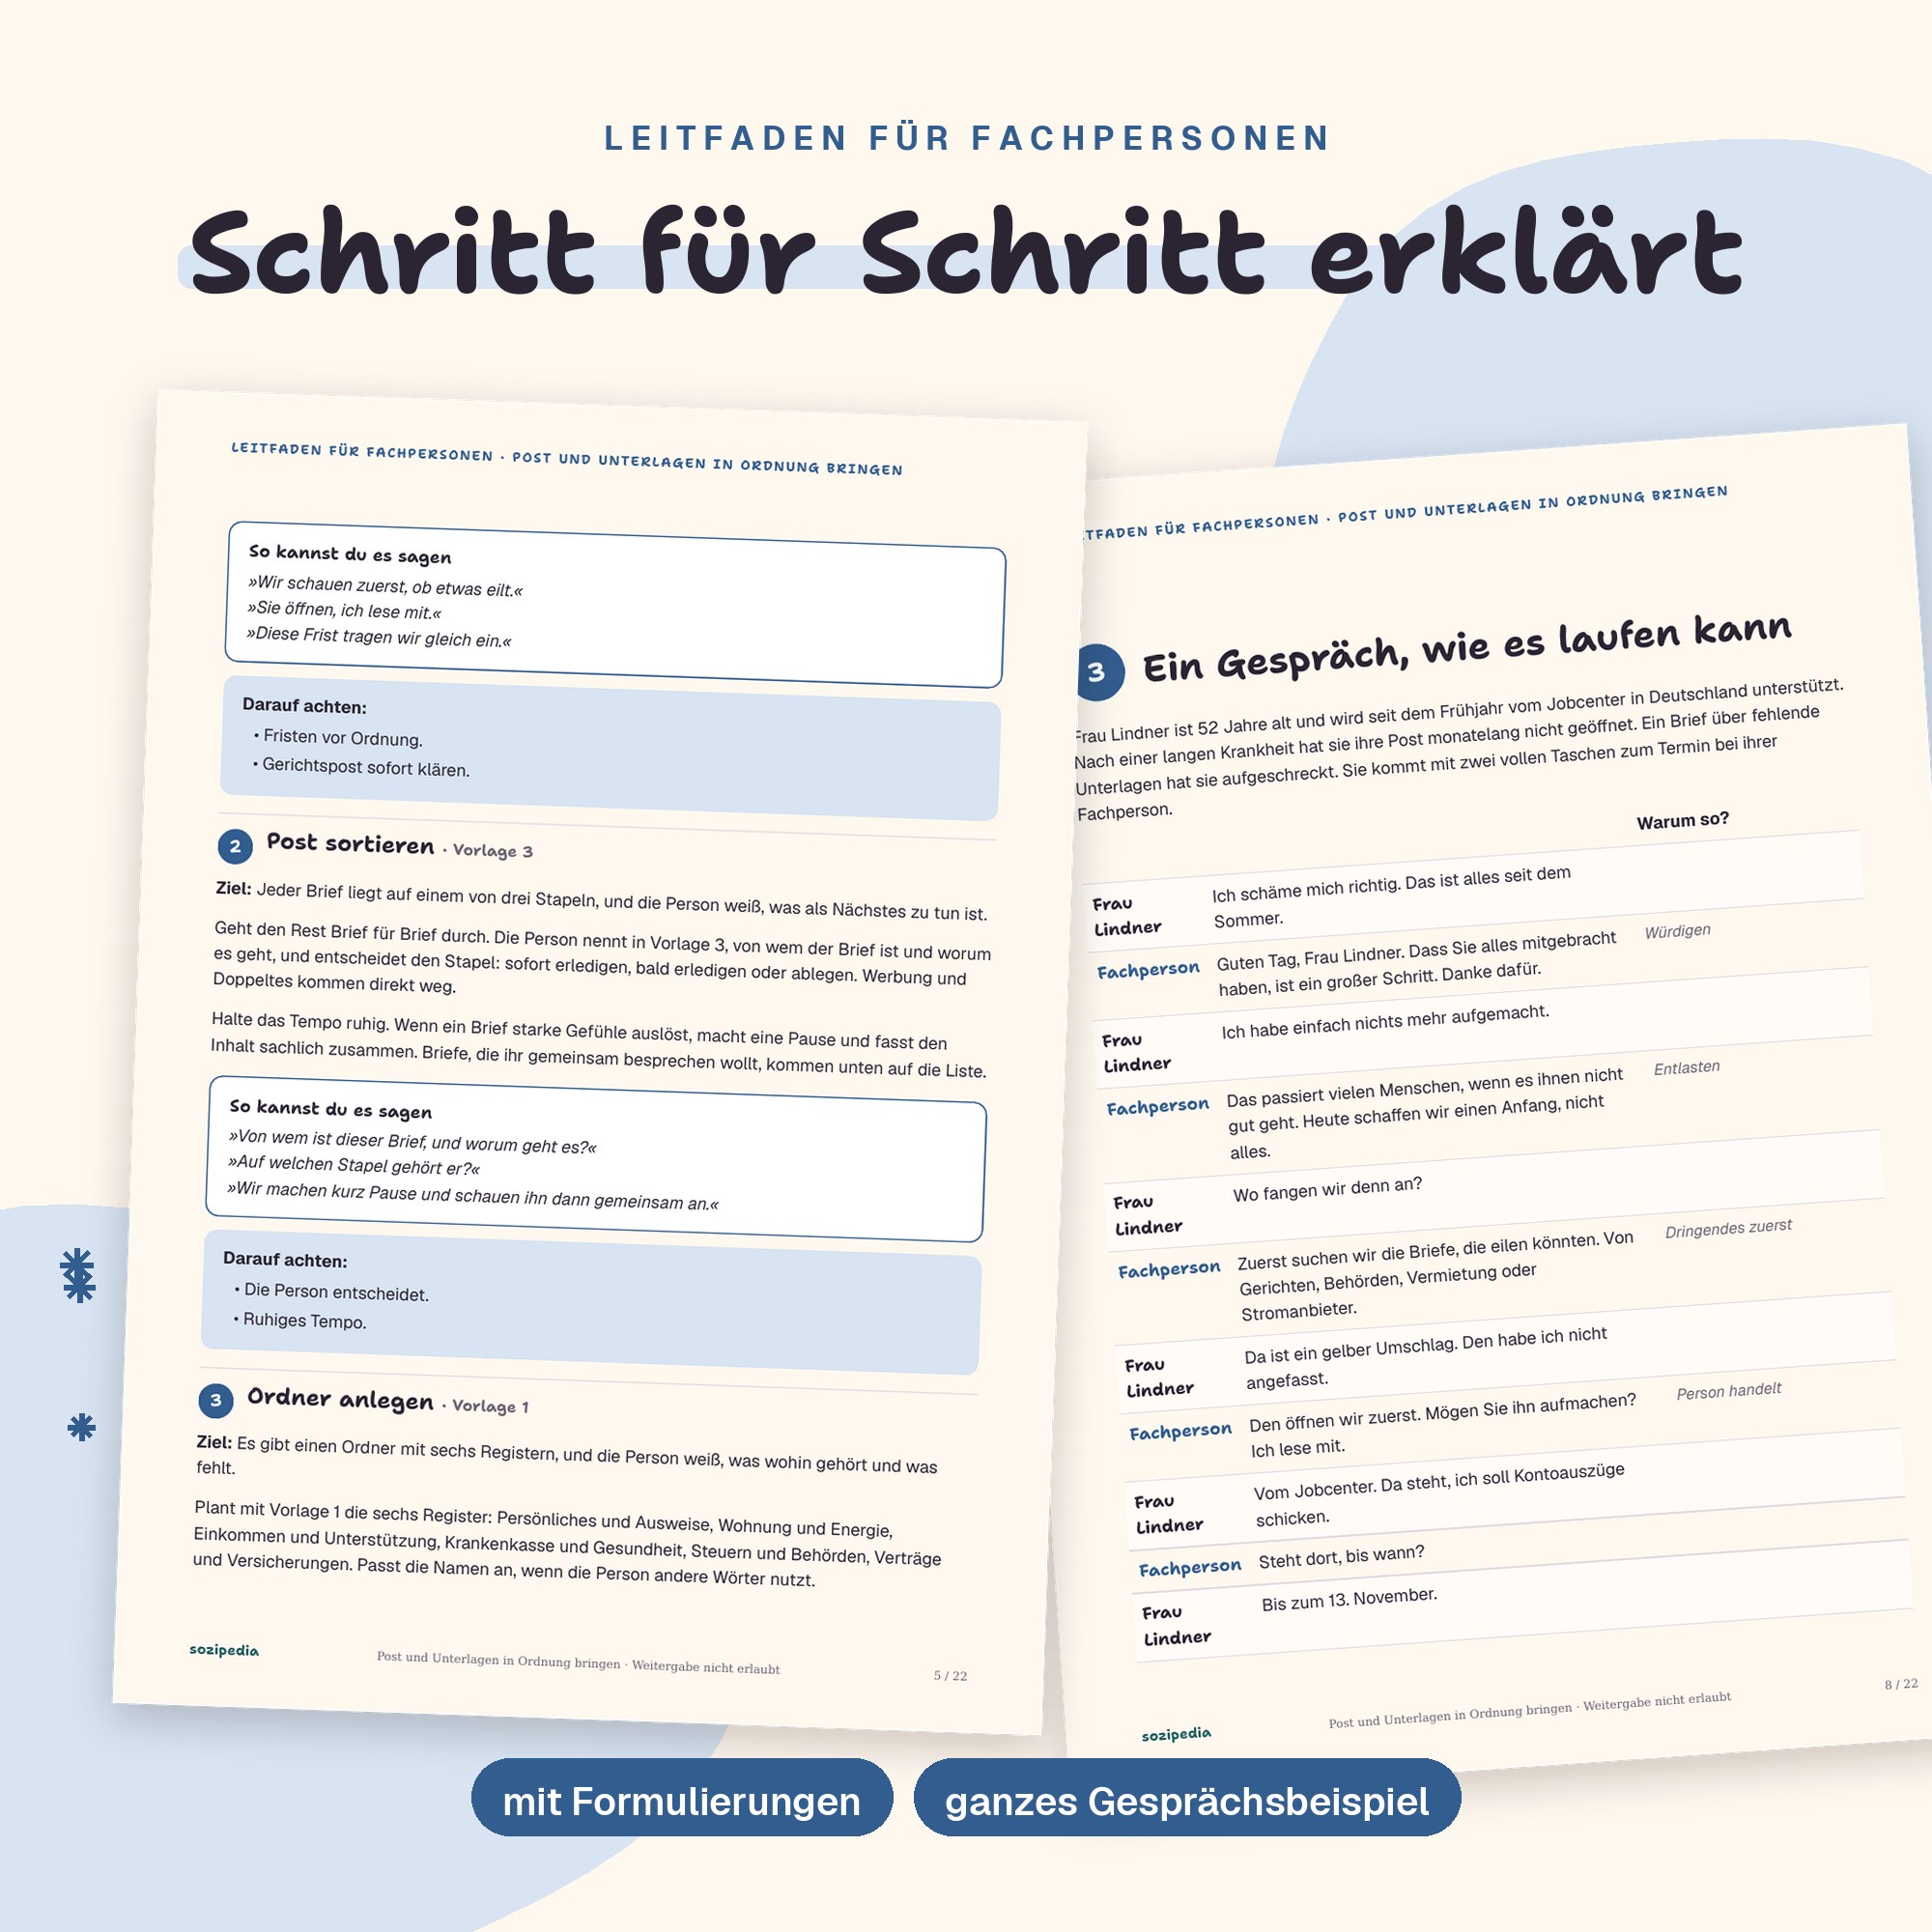 LEITFADEN FÜR FACHPERSONEN
Schritt für Schritt erklärt
LEITFADEN FÜR FACHPERSONEN · POST UND UNTERLAGEN IN ORDNUNG BRINGEN
So kannst du es sagen
»Wir schauen zuerst, ob etwas eilt.«
»Sie öffnen, ich lese mit.«
»Diese Frist tragen wir gleich ein.«
Darauf achten:
• Fristen vor Ordnung.
• Gerichtspost sofort klären.
2 Post sortieren · Vorlage 3
Ziel: Jeder Brief liegt auf einem von drei Stapeln, und die Person weiß, was als Nächstes zu tun ist.
Geht den Rest Brief für Brief durch. Die Person nennt in Vorlage 3, von wem der Brief ist und worum
es geht, und entscheidet den Stapel: sofort erledigen, bald erledigen oder ablegen. Werbung und
Doppeltes kommen direkt weg.
Halte das Tempo ruhig. Wenn ein Brief starke Gefühle auslöst, macht eine Pause und fasst den
Inhalt sachlich zusammen. Briefe, die ihr gemeinsam besprechen wollt, kommen unten auf die Liste.
So kannst du es sagen
»Von wem ist dieser Brief, und worum geht es?«
»Auf welchen Stapel gehört er?«
»Wir machen kurz Pause und schauen ihn dann gemeinsam an.«
Darauf achten:
• Die Person entscheidet.
• Ruhiges Tempo.
3 Ordner anlegen · Vorlage 1
Ziel: Es gibt einen Ordner mit sechs Registern, und die Person weiß, was wohin gehört und was
fehlt.
Plant mit Vorlage 1 die sechs Register: Persönliches und Ausweise, Wohnung und Energie,
Einkommen und Unterstützung, Krankenkasse und Gesundheit, Steuern und Behörden, Verträge
und Versicherungen. Passt die Namen an, wenn die Person andere Wörter nutzt.
sozipedia
Post und Unterlagen in Ordnung bringen · Weitergabe nicht erlaubt
5 / 22
TFADEN FÜR FACHPERSONEN · POST UND UNTERLAGEN IN ORDNUNG BRINGEN
3 Ein Gespräch, wie es laufen kann
Frau Lindner ist 52 Jahre alt und wird seit dem Frühjahr vom Jobcenter in Deutschland unterstützt.
Nach einer langen Krankheit hat sie ihre Post monatelang nicht geöffnet. Ein Brief über fehlende
Unterlagen hat sie aufgeschreckt. Sie kommt mit zwei vollen Taschen zum Termin bei ihrer
Fachperson.
Warum so?
Frau
Lindner
Ich schäme mich richtig. Das ist alles seit dem
Sommer.
Fachperson
Guten Tag, Frau Lindner. Dass Sie alles mitgebracht
haben, ist ein großer Schritt. Danke dafür.
Würdigen
Frau
Lindner
Ich habe einfach nichts mehr aufgemacht.
Fachperson
Das passiert vielen Menschen, wenn es ihnen nicht
gut geht. Heute schaffen wir einen Anfang, nicht
alles.
Entlasten
Frau
Lindner
Wo fangen wir denn an?
Fachperson
Zuerst suchen wir die Briefe, die eilen könnten. Von
Gerichten, Behörden, Vermietung oder
Stromanbieter.
Dringendes zuerst
Frau
Lindner
Da ist ein gelber Umschlag. Den habe ich nicht
angefasst.
Fachperson
Den öffnen wir zuerst. Mögen Sie ihn aufmachen?
Ich lese mit.
Person handelt
Frau
Lindner
Vom Jobcenter. Da steht, ich soll Kontoauszüge
schicken.
Fachperson
Steht dort, bis wann?
Frau
Lindner
Bis zum 13. November.
sozipedia
Post und Unterlagen in Ordnung bringen · Weitergabe nicht erlaubt
8 / 22
mit Formulierungen
ganzes Gesprächsbeispiel